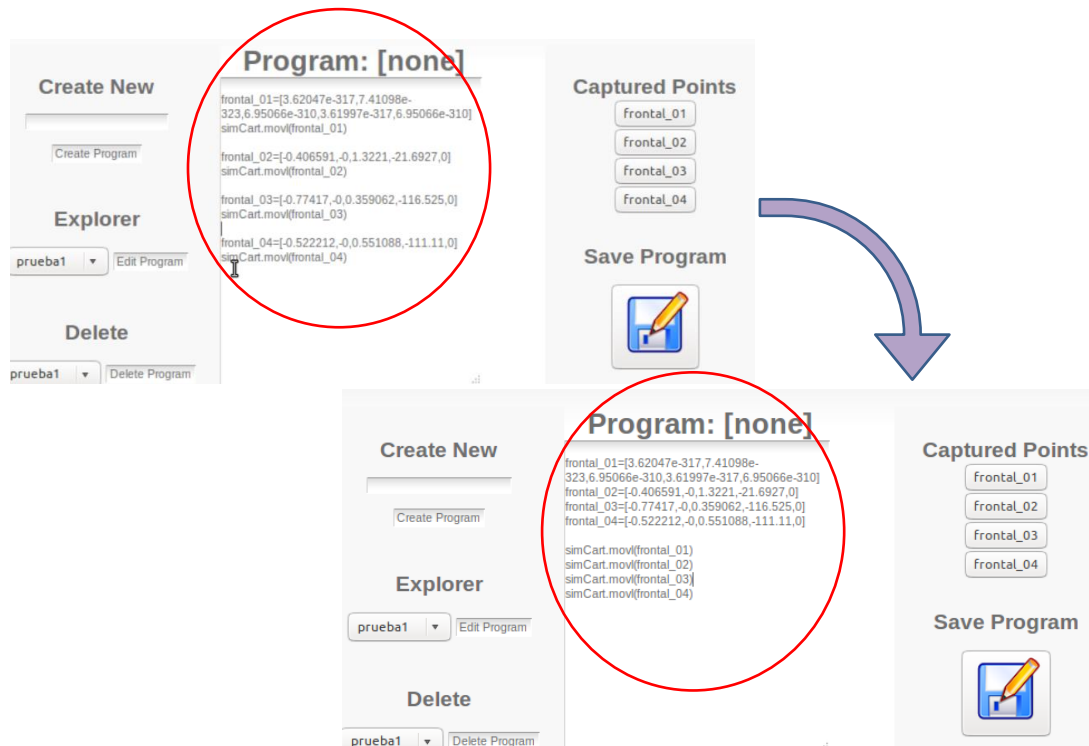 Create New
Create Program
Explorer
prueba1
Edit Program
Delete
prueba1
Delete Program
Program: [none]
frontal_01=[3.62047e-317,7.41098e-
323,6.95066e-310,3.61997e-317,6.95066e-310]
simCart.movl(frontal_01)
frontal_02=[-0.406591,-0,1.3221,-21.6927,0]
simCart.movl(frontal_02)
frontal_03=[-0.77417,-0,0.359062,-116.525,0]
simCart.movl(frontal_03)
frontal_04=[-0.522212,-0,0.551088,-111.11,0]
simCart.movl(frontal_04)
Captured Points
frontal_01
frontal_02
frontal_03
frontal_04
Save Program
Create New
Create Program
Explorer
prueba1
Edit Program
Delete
prueba1
Delete Program
Program: [none]
frontal_01=[3.62047e-317,7.41098e-
323,6.95066e-310,3.61997e-317,6.95066e-310]
frontal_02=[-0.406591,-0,1.3221,-21.6927,0]
frontal_03=[-0.77417,-0,0.359062,-116.525,0]
frontal_04=[-0.522212,-0,0.551088,-111.11,0]
simCart.movl(frontal_01)
simCart.movl(frontal_02)
simCart.movl(frontal_03)
simCart.movl(frontal_04)
Captured Points
frontal_01
frontal_02
frontal_03
frontal_04
Save Program